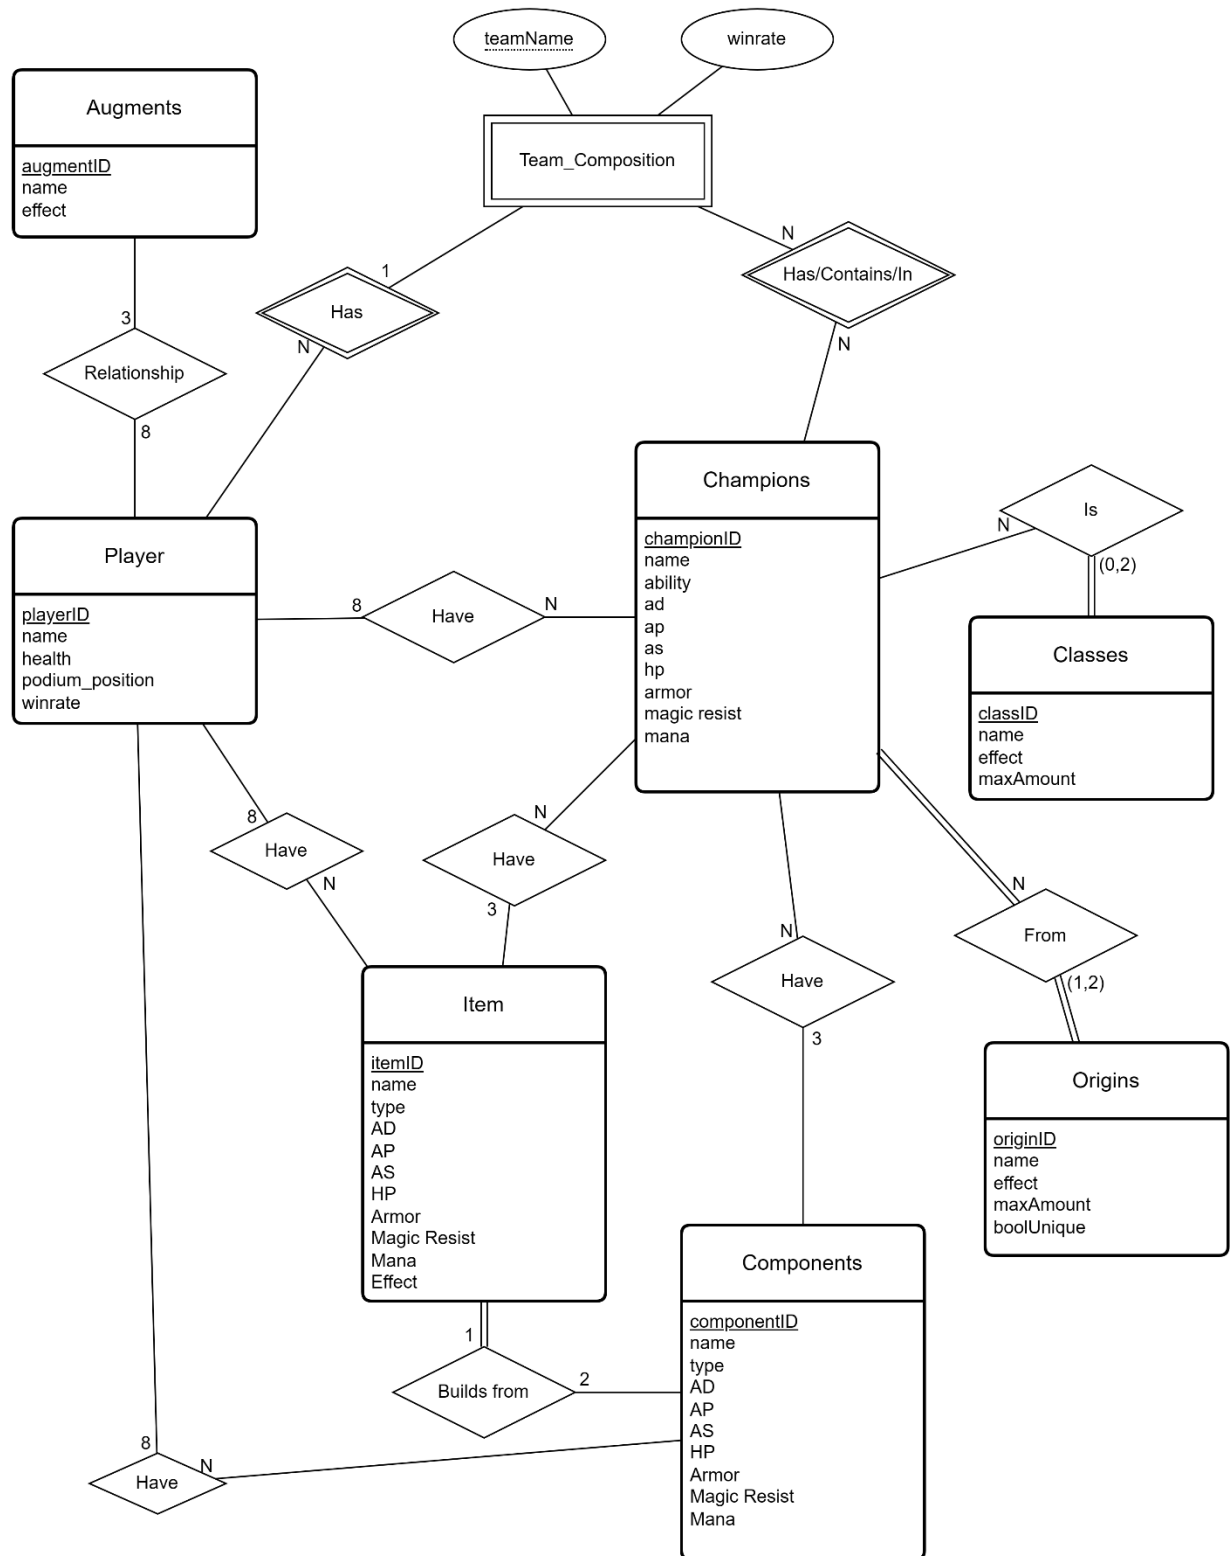 teamName
winrate
Augments
augmentID
name
effect
Team_Composition
N
1
Has/Contains/In
Has
3
N
N
Relationship
8
Champions
championID
name
ability
ad
ap
as
hp
armor
magic resist
mana
Is
N
(0,2)
Player
playerID
name
health
podium_position
winrate
8
Have
N
Classes
classID
name
effect
maxAmount
8
Have
N
N
Have
3
N
Have
3
N
From
(1,2)
Item
itemID
name
type
AD
AP
AS
HP
Armor
Magic Resist
Mana
Effect
Origins
originID
name
effect
maxAmount
boolUnique
1
Builds from
2
Components
componentID
name
type
AD
AP
AS
HP
Armor
Magic Resist
Mana
8
Have
N